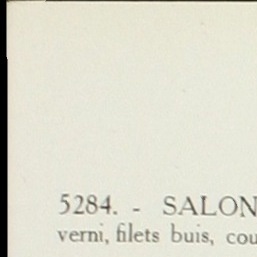 5284. - SALON
verni, filets buis, cou